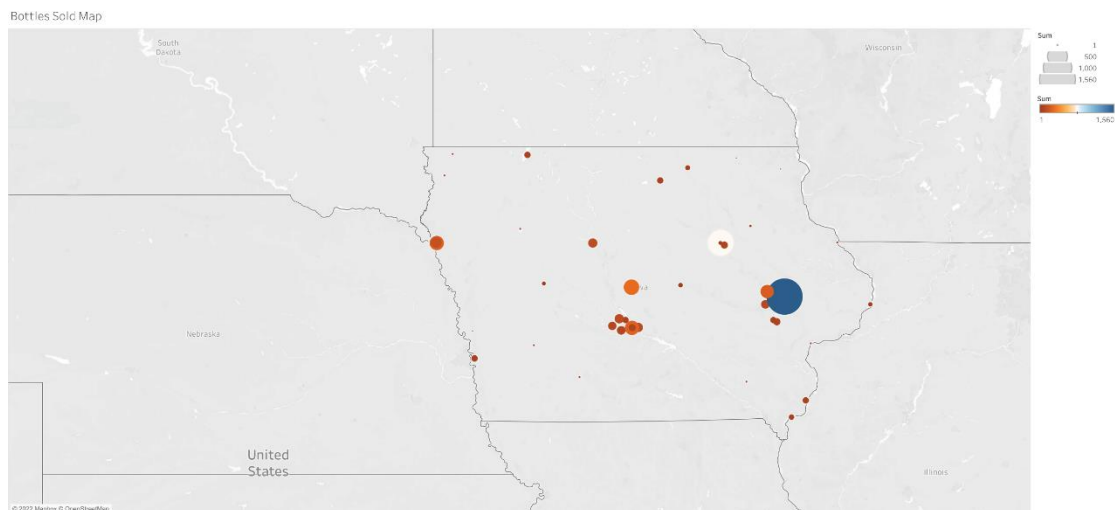 Bottles Sold Map
South
Dakota
Wisconsin
Nebraska
United
States
Illinois
© 2022 Mapbox © OpenStreetMap
Sum
1
500
1,000
1,560
Sum
1
1,560